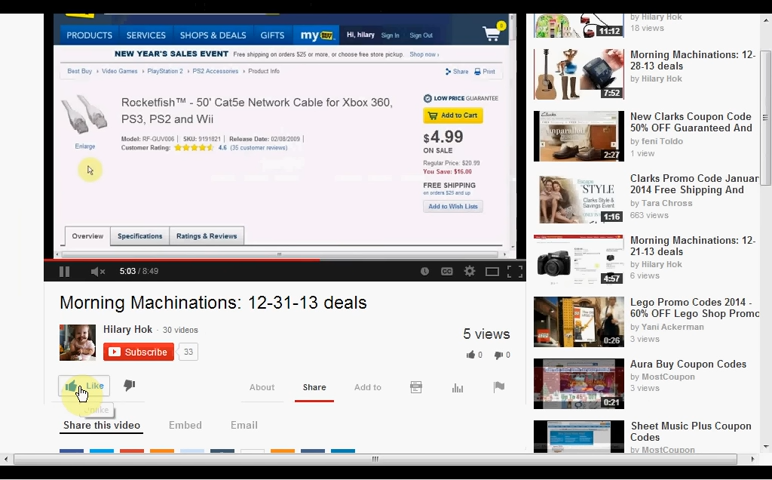 PRODUCTS SERVICES SHOPS & DEALS GIFTS my Hi, hilary Sign In Sign Out
NEW YEAR'S SALES EVENT Free shipping on orders $25 or more, or choose free store pickup. Shop now ›
Best Buy › Video Games › PlayStation 2 › PS2 Accessories › Product Info Share Print
Rocketfish™ - 50' Cat5e Network Cable for Xbox 360,
PS3, PS2 and Wii
Model: RF-GUV006 SKU: 9191821 Release Date: 02/08/2009
Customer Rating: 4.6 (35 customer reviews)
Enlarge
LOW PRICE GUARANTEE
Add to Cart
$4.99
ON SALE
Regular Price: $20.99
You Save: $16.00
FREE SHIPPING
on orders $25 and up
Add to Wish Lists
Overview Specifications Ratings & Reviews
5:03 / 8:49
Morning Machinations: 12-31-13 deals
Hilary Hok · 30 videos
Subscribe 33
5 views
0 0
Like
Unlike
About Share Add to
Share this video Embed Email
by Hilary Hok
18 views
11:12
Morning Machinations: 12-
28-13 deals
by Hilary Hok
7:52
New Clarks Coupon Code
50% OFF Guaranteed And
by feni Toldo
1 view
2:27
Clarks Promo Code January
2014 Free Shipping And
by Tara Chross
663 views
STYLE
1:16
Morning Machinations: 12-
21-13 deals
by Hilary Hok
6 views
4:57
Lego Promo Codes 2014 -
60% OFF Lego Shop Promo
by Yani Ackerman
3 views
0:26
Aura Buy Coupon Codes
by MostCoupon
3 views
0:21
Sheet Music Plus Coupon
Codes
by MostCoupon